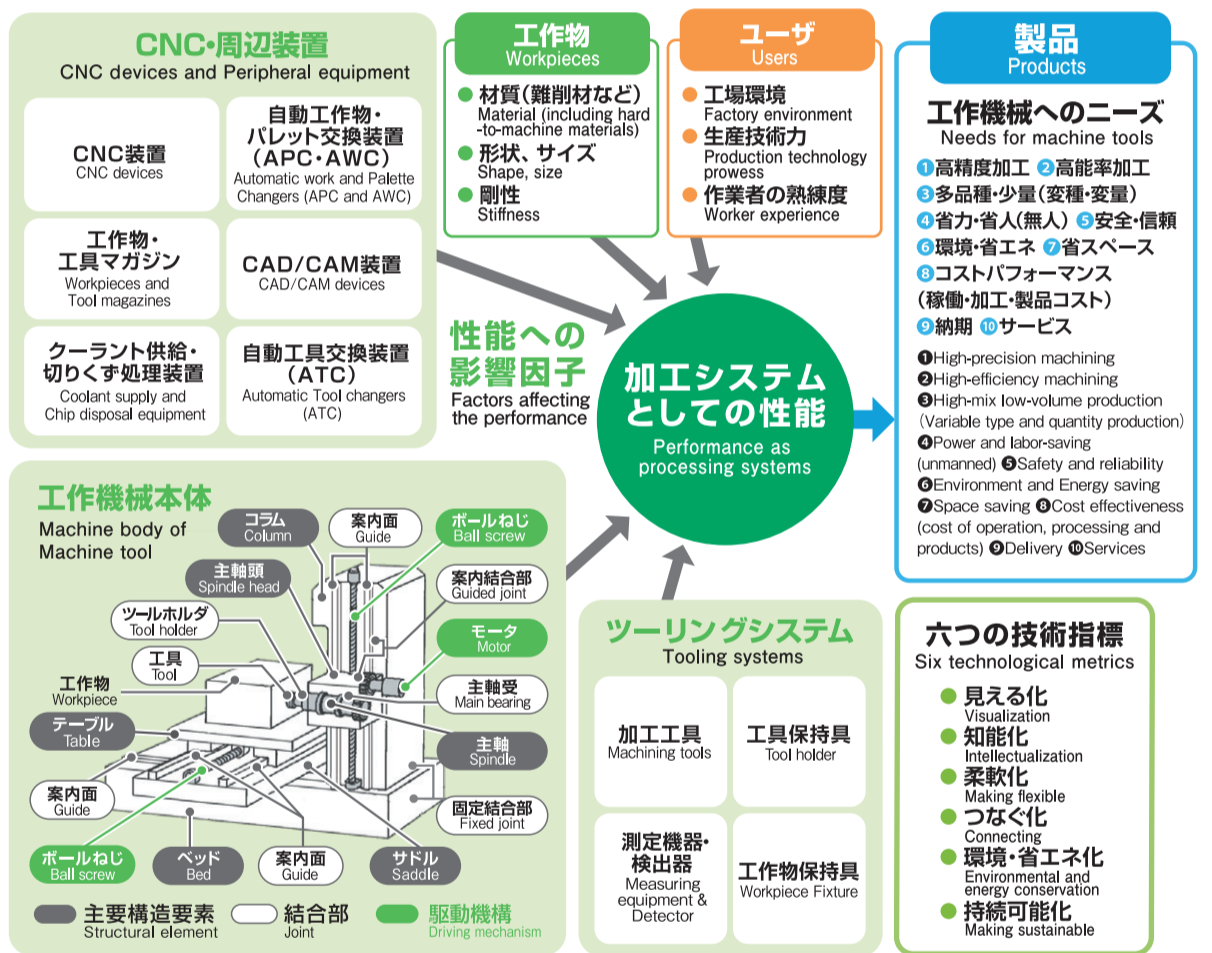 CNC・周辺装置
CNC devices and Peripheral equipment
CNC装置
CNC devices
自動工作物・
パレット交換装置
（APC・AWC）
Automatic work and Palette
Changers (APC and AWC)
工作物・
工具マガジン
Workpieces and
Tool magazines
CAD/CAM装置
CAD/CAM devices
クーラント供給・
切りくず処理装置
Coolant supply and
Chip disposal equipment
自動工具交換装置
（ATC）
Automatic Tool changers
(ATC)
工作物
Workpieces
材質（難削材など）
Material (including hard
-to-machine materials)
形状、サイズ
Shape, size
剛性
Stiffness
ユーザ
Users
工場環境
Factory environment
生産技術力
Production technology
prowess
作業者の熟練度
Worker experience
製品
Products
工作機械へのニーズ
Needs for machine tools
❶高精度加工 ❷高能率加工
❸多品種・少量（変種・変量）
❹省力・省人（無人） ❺安全・信頼
❻環境・省エネ ❼省スペース
❽コストパフォーマンス
（稼働・加工・製品コスト）
❾納期 ❿サービス
❶High-precision machining
❷High-efficiency machining
❸High-mix low-volume production
(Variable type and quantity production)
❹Power and labor-saving
(unmanned) ❺Safety and reliability
❻Environment and Energy saving
❼Space saving ❽Cost effectiveness
(cost of operation, processing and
products) ❾Delivery ❿Services
性能への
影響因子
Factors affecting
the performance
加工システム
としての性能
Performance as
processing systems
工作機械本体
Machine body of
Machine tool
コラム
Column
案内面
Guide
ボールねじ
Ball screw
主軸頭
Spindle head
案内結合部
Guided joint
ツールホルダ
Tool holder
モータ
Motor
工具
Tool
工作物
Workpiece
主軸受
Main bearing
テーブル
Table
主軸
Spindle
案内面
Guide
固定結合部
Fixed joint
ボールねじ
Ball screw
ベッド
Bed
案内面
Guide
サドル
Saddle
主要構造要素
Structural element
結合部
Joint
駆動機構
Driving mechanism
ツーリングシステム
Tooling systems
加工工具
Machining tools
工具保持具
Tool holder
測定機器・
検出器
Measuring
equipment &
Detector
工作物保持具
Workpiece Fixture
六つの技術指標
Six technological metrics
見える化
Visualization
知能化
Intellectualization
柔軟化
Making flexible
つなぐ化
Connecting
環境・省エネ化
Environmental and
energy conservation
持続可能化
Making sustainable